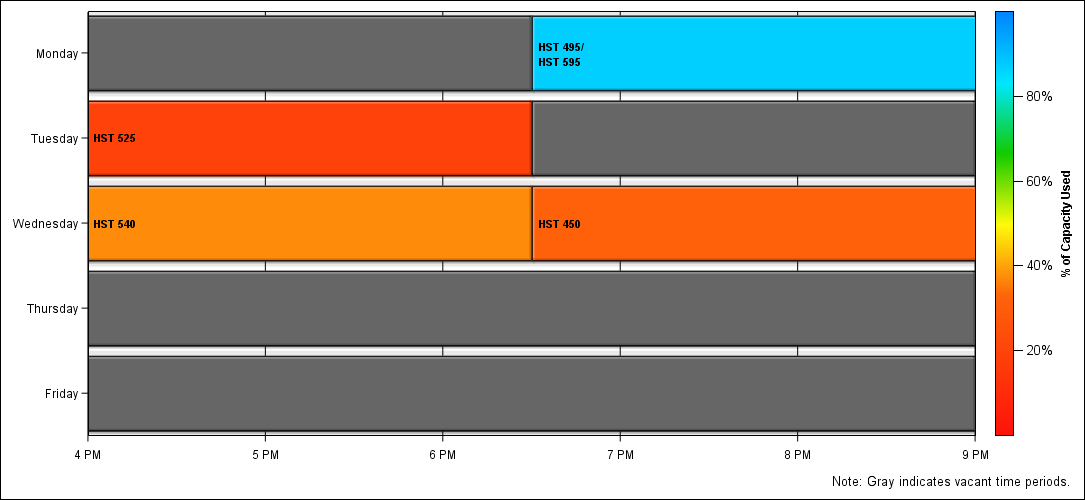 Monday
HST 495/
HST 595
80%
Tuesday
HST 525
60%
% of Capacity Used
Wednesday
HST 540
HST 450
40%
Thursday
20%
Friday
4 PM
5 PM
6 PM
7 PM
8 PM
9 PM
Note: Gray indicates vacant time periods.